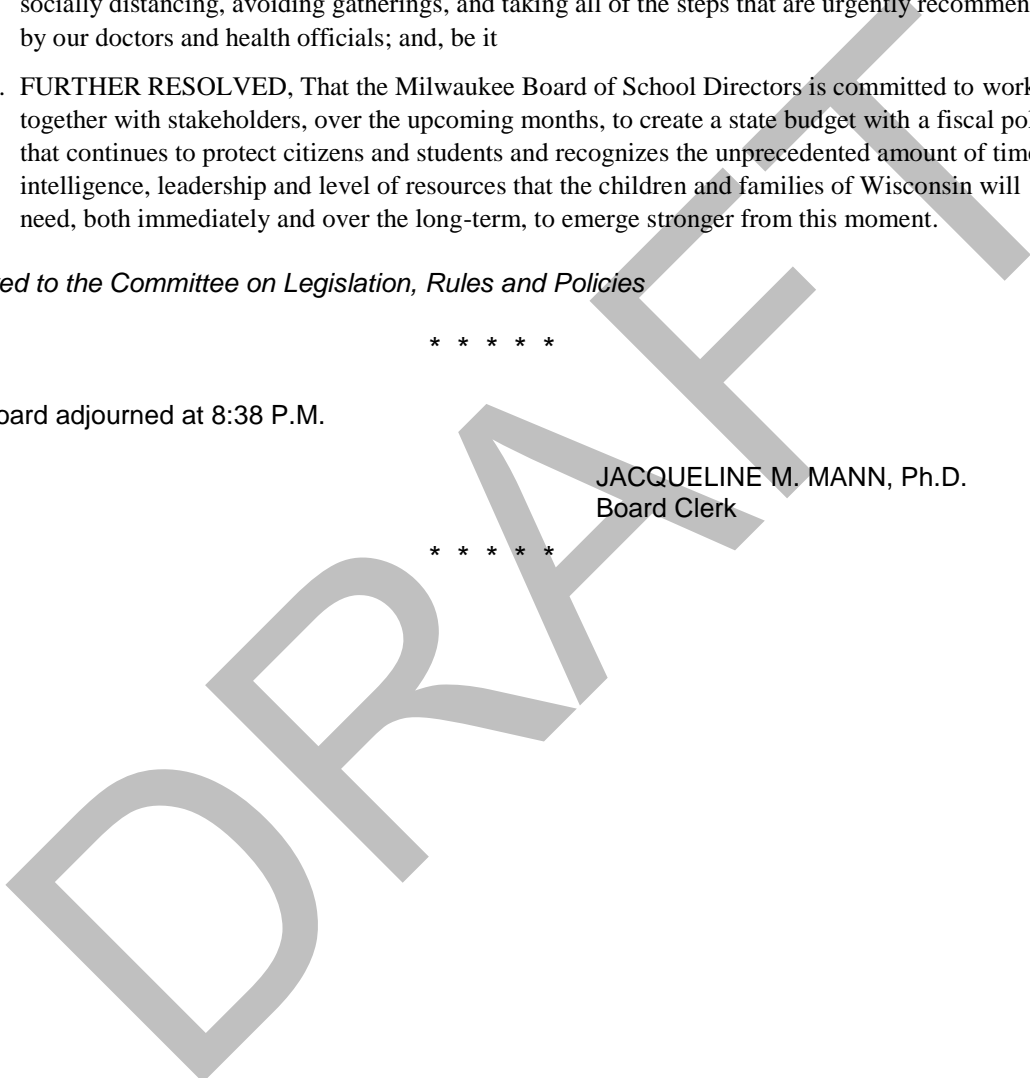 socially distancing, avoiding gatherings, and taking all of the steps that are urgently
by our doctors and health officials; and, be it
. FURTHER RESOLVED, That the Milwaukee Board of School Directors is committed to work
together with stakeholders, over the upcoming months, to create a state budget with a fiscal
that continues to protect citizens and students and recognizes the unprecedented amount of time
intelligence, leadership and level of resources that the children and families of Wisconsin will
need, both immediately and over the long-term, to emerge stronger from this moment.
to the Committee on Legislation, Rules and Policies
* * * * *
adjourned at 8:38 P.M.
JACQUELINE M. MANN, Ph.D.
Board Clerk
* * * * *
DRAFT